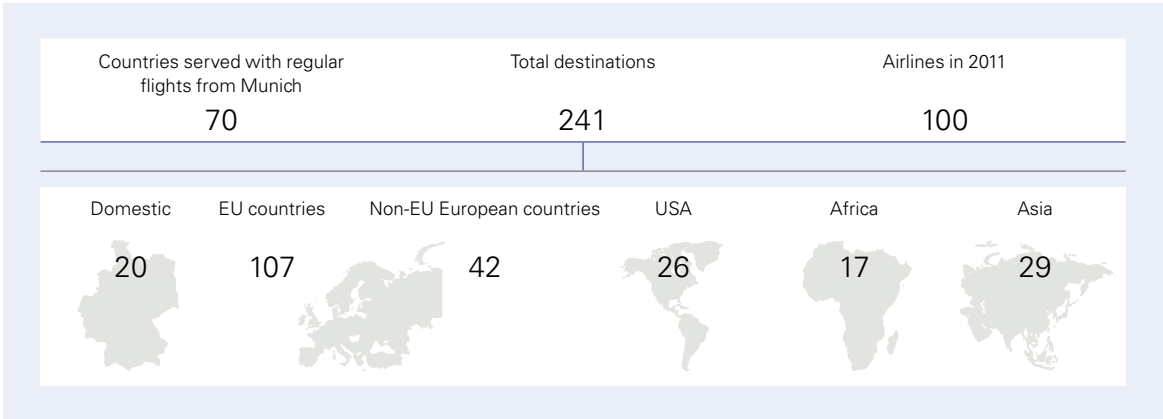 Countries served with regular
flights from Munich
70
Total destinations
241
Airlines in 2011
100
Domestic
20
EU countries
107
Non-EU European countries
42
USA
26
Africa
17
Asia
29